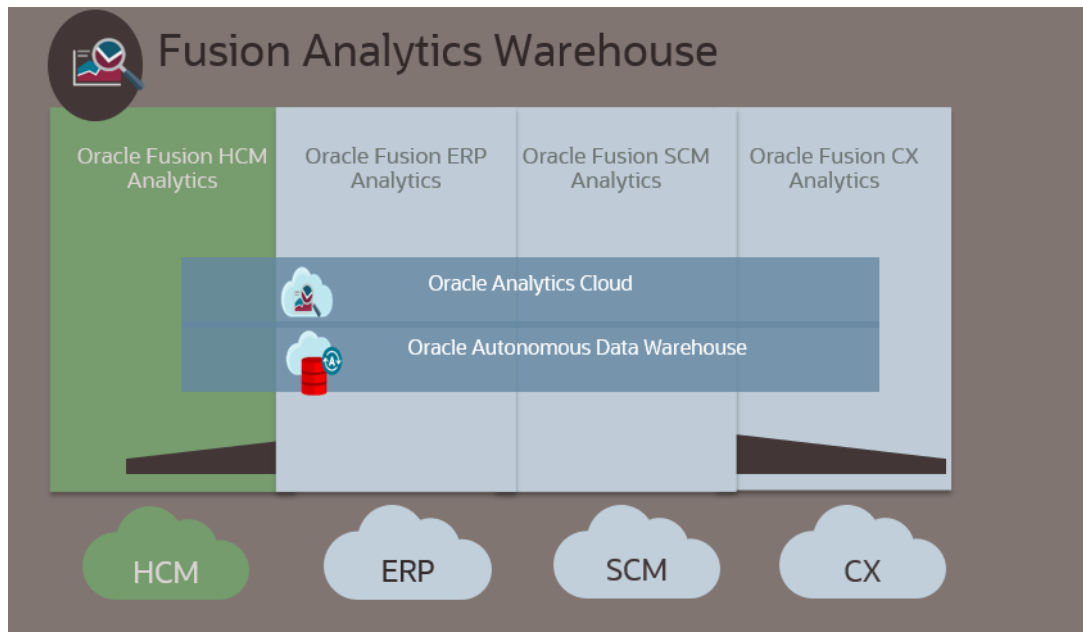 Fusion Analytics Warehouse
Oracle Fusion HCM
Analytics
Oracle Fusion ERP
Analytics
Oracle Fusion SCM
Analytics
Oracle Fusion CX
Analytics
Oracle Analytics Cloud
Oracle Autonomous Data Warehouse
A
HCM
ERP
SCM
CX